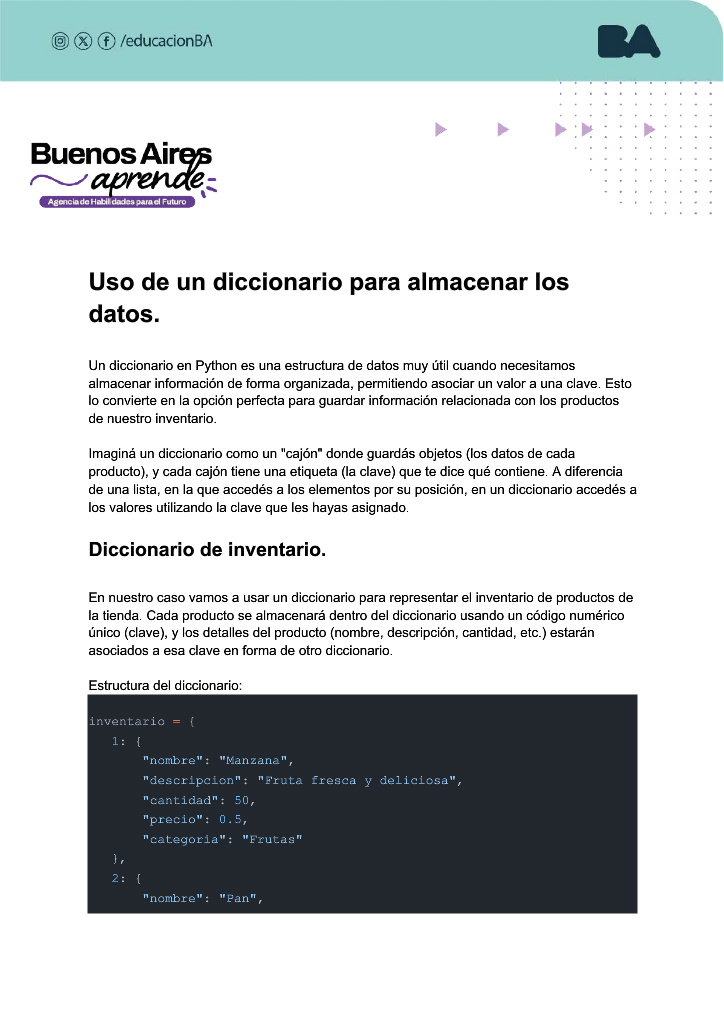 /educacionBA
BA
Buenos Aires
aprende
Agencia de Habilidades para el Futuro
Uso de un diccionario para almacenar los
datos.
Un diccionario en Python es una estructura de datos muy útil cuando necesitamos
almacenar información de forma organizada, permitiendo asociar un valor a una clave. Esto
lo convierte en la opción perfecta para guardar información relacionada con los productos
de nuestro inventario.
Imaginá un diccionario como un "cajón" donde guardás objetos (los datos de cada
producto), y cada cajón tiene una etiqueta (la clave) que te dice qué contiene. A diferencia
de una lista, en la que accedés a los elementos por su posición, en un diccionario accedés a
los valores utilizando la clave que les hayas asignado.
Diccionario de inventario.
En nuestro caso vamos a usar un diccionario para representar el inventario de productos de
la tienda. Cada producto se almacenará dentro del diccionario usando un código numérico
único (clave), y los detalles del producto (nombre, descripción, cantidad, etc.) estarán
asociados a esa clave en forma de otro diccionario.
Estructura del diccionario:
inventario = {
1: {
"nombre": "Manzana",
"descripcion": "Fruta fresca y deliciosa",
"cantidad": 50,
"precio": 0.5,
"categoria": "Frutas"
},
2: {
"nombre": "Pan",